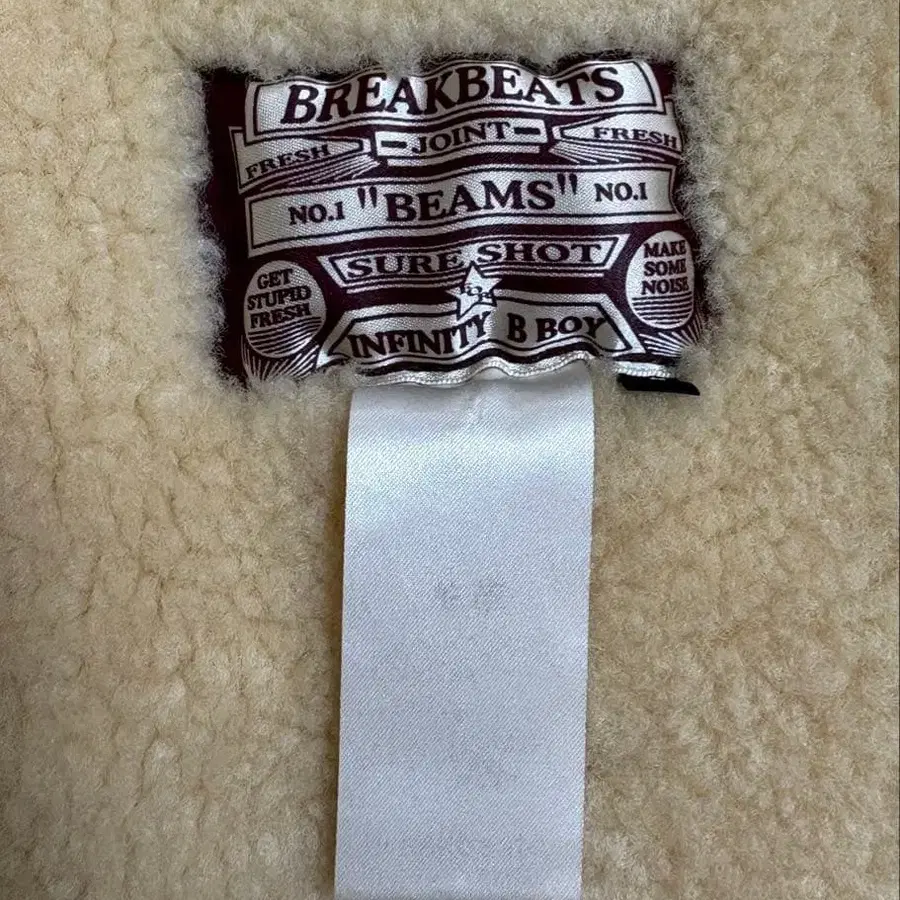 BREAKBEATS
FRESH -JOINT- FRESH
NO.1 "BEAMS" NO.1
SURE SHOT
GET STUPID FRESH
MAKE SOME NOISE
INFINITY B BOY